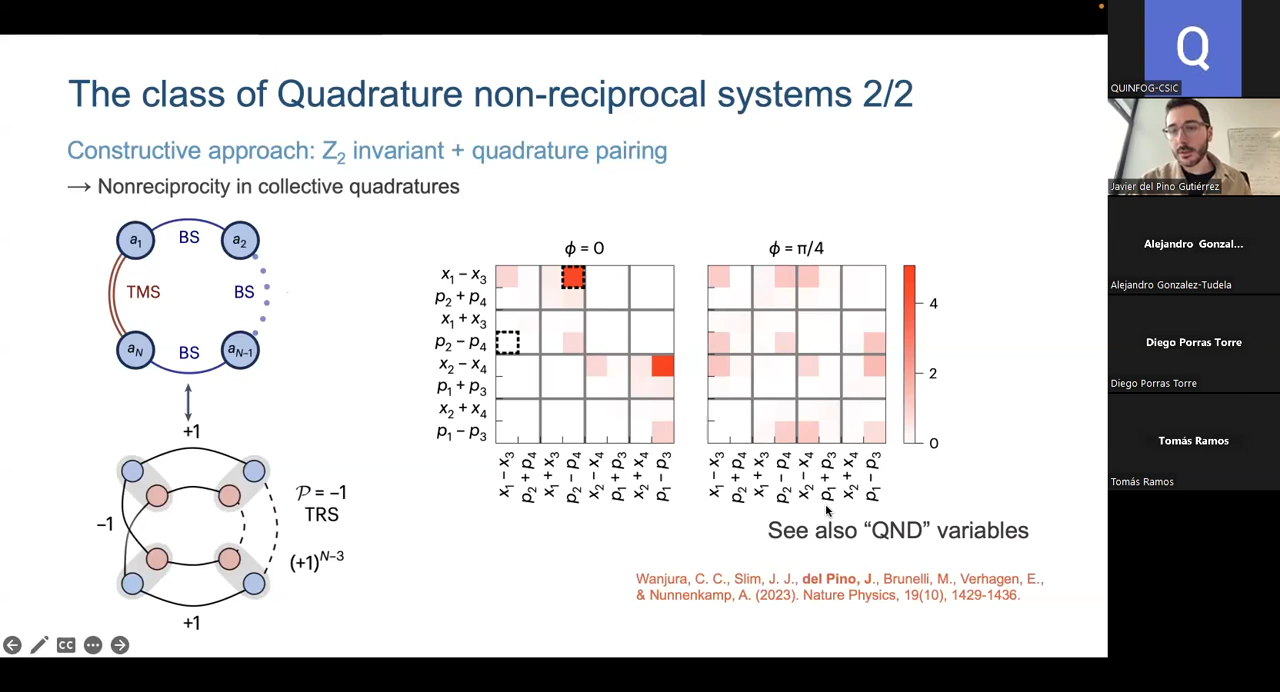 The class of Quadrature non-reciprocal systems 2/2
Constructive approach: Z₂ invariant + quadrature pairing
→ Nonreciprocity in collective quadratures
a₁
BS
a₂
TMS
BS
a_N
BS
a_{N-1}
+1
-1
𝒫 = -1
TRS
(+1)^{N-3}
+1
ϕ = 0
ϕ = π/4
x₁ − x₃
p₂ + p₄
x₁ + x₃
p₂ − p₄
x₂ − x₄
p₁ + p₃
x₂ + x₄
p₁ − p₃
x₁ − x₃
p₂ + p₄
x₁ + x₃
p₂ − p₄
x₂ − x₄
p₁ + p₃
x₂ + x₄
p₁ − p₃
x₁ − x₃
p₂ + p₄
x₁ + x₃
p₂ − p₄
x₂ − x₄
p₁ + p₃
x₂ + x₄
p₁ − p₃
4
2
0
See also “QND” variables
Wanjura, C. C., Slim, J. J., del Pino, J., Brunelli, M., Verhagen, E.,
& Nunnenkamp, A. (2023). Nature Physics, 19(10), 1429-1436.
CC
Q
QUINFOG-CSIC
Javier del Pino Gutiérrez
Alejandro Gonzal...
Alejandro Gonzalez-Tudela
Diego Porras Torre
Diego Porras Torre
Tomás Ramos
Tomás Ramos